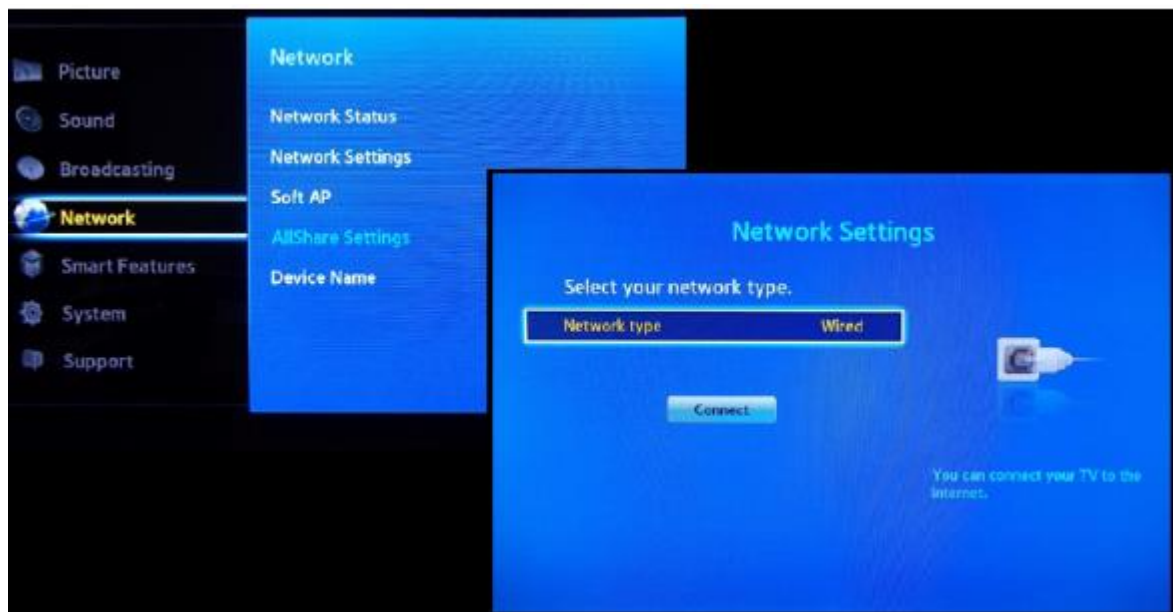 Picture
Sound
Broadcasting
Network
Smart Features
System
Support
Network
Network Status
Network Settings
Soft AP
AllShare Settings
Device Name
Network Settings
Select your network type.
Network type Wired
Connect
You can connect your TV to the
Internet.